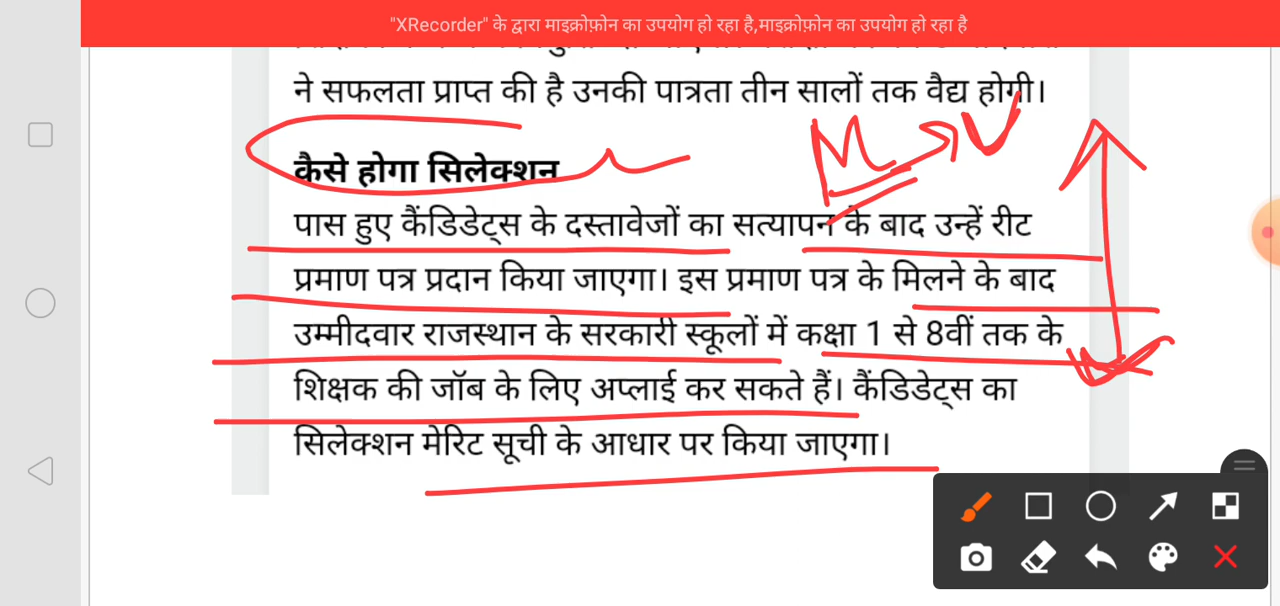 "XRecorder" के द्वारा माइक्रोफ़ोन का उपयोग हो रहा है,माइक्रोफ़ोन का उपयोग हो रहा है
ने सफलता प्राप्त की है उनकी पात्रता तीन सालों तक वैद्य होगी।
कैसे होगा सिलेक्शन
M → V
पास हुए कैंडिडेट्स के दस्तावेजों का सत्यापन के बाद उन्हें रीट
प्रमाण पत्र प्रदान किया जाएगा। इस प्रमाण पत्र के मिलने के बाद
उम्मीदवार राजस्थान के सरकारी स्कूलों में कक्षा 1 से 8वीं तक के
शिक्षक की जॉब के लिए अप्लाई कर सकते हैं। कैंडिडेट्स का
सिलेक्शन मेरिट सूची के आधार पर किया जाएगा।